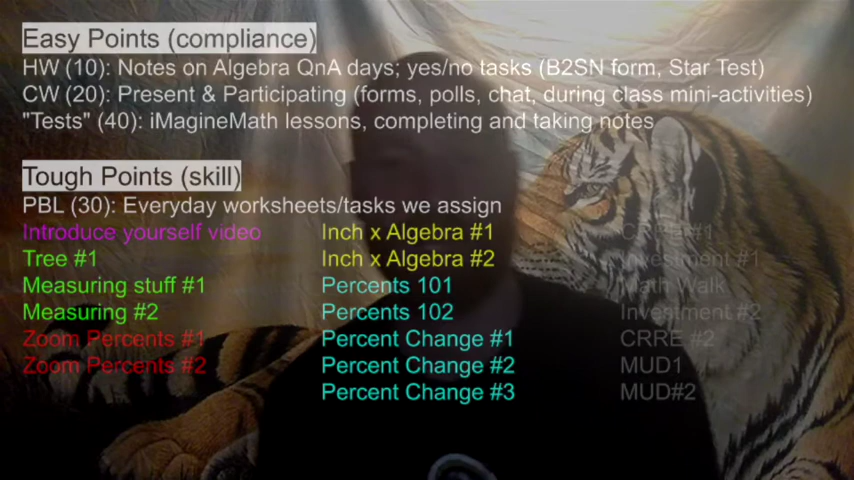 Easy Points (compliance)
HW (10): Notes on Algebra QnA days; yes/no tasks (B2SN form, Star Test)
CW (20): Present & Participating (forms, polls, chat, during class mini-activities)
"Tests" (40): iMagineMath lessons, completing and taking notes
Tough Points (skill)
PBL (30): Everyday worksheets/tasks we assign
Introduce yourself video
Tree #1
Measuring stuff #1
Measuring #2
Zoom Percents #1
Zoom Percents #2
Inch x Algebra #1
Inch x Algebra #2
Percents 101
Percents 102
Percent Change #1
Percent Change #2
Percent Change #3
CRRE #1
Investment #1
Math Walk
Investment #2
CRRE #2
MUD1
MUD#2